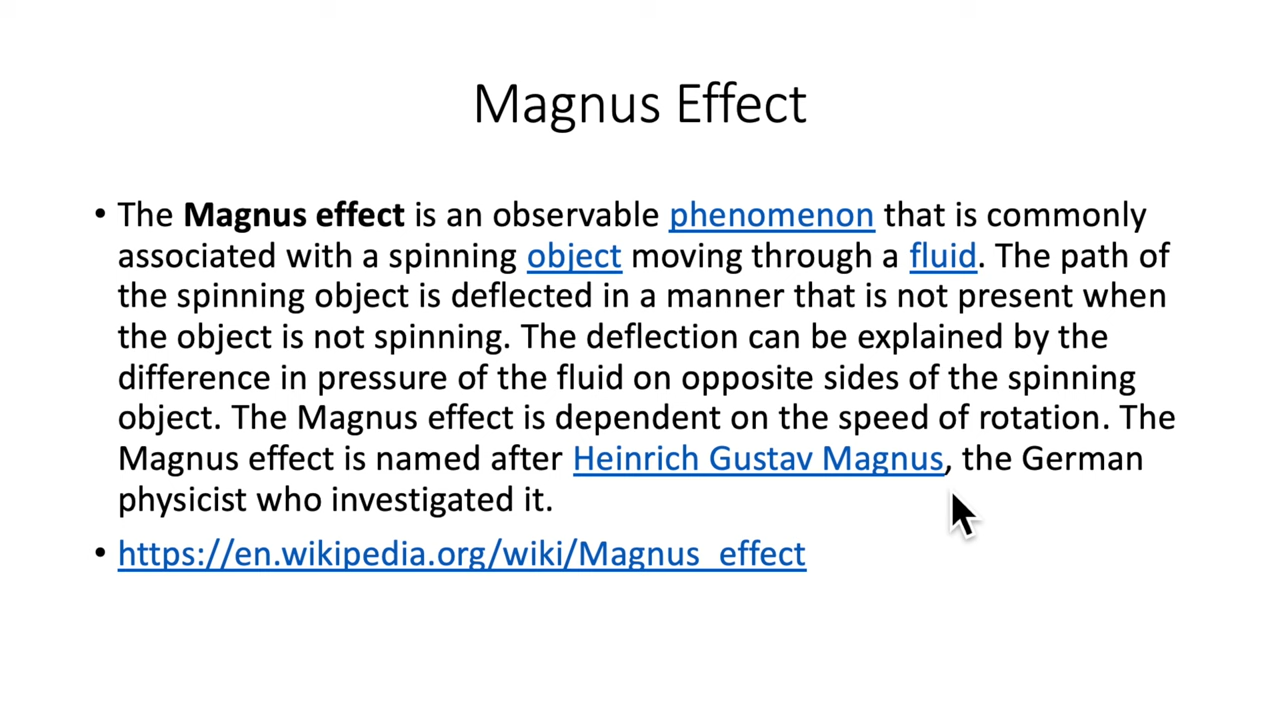 Magnus Effect
• The Magnus effect is an observable phenomenon that is commonly
associated with a spinning object moving through a fluid. The path of
the spinning object is deflected in a manner that is not present when
the object is not spinning. The deflection can be explained by the
difference in pressure of the fluid on opposite sides of the spinning
object. The Magnus effect is dependent on the speed of rotation. The
Magnus effect is named after Heinrich Gustav Magnus, the German
physicist who investigated it.
• https://en.wikipedia.org/wiki/Magnus_effect